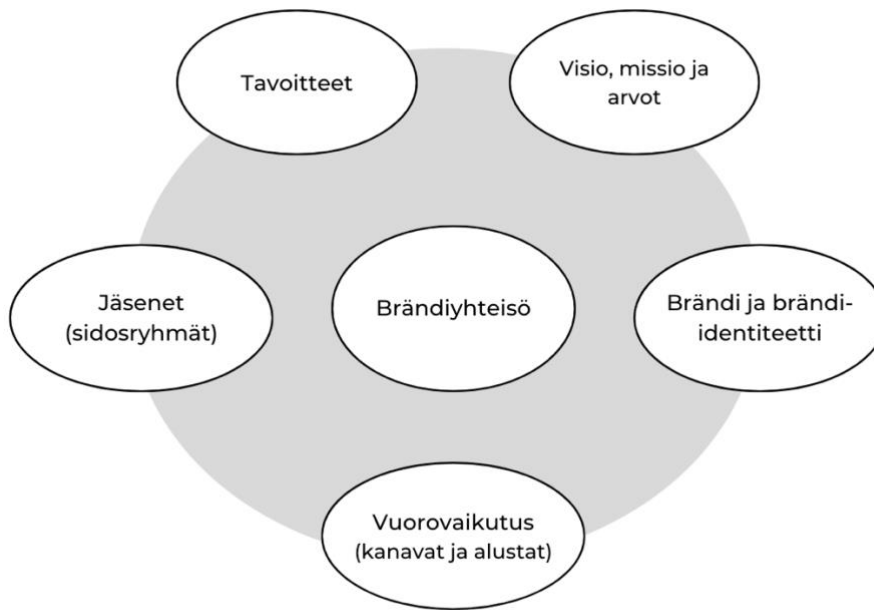 Tavoitteet
Visio, missio ja
arvot
Jäsenet
(sidosryhmät)
Brändiyhteisö
Brändi ja brändi-
identiteetti
Vuorovaikutus
(kanavat ja alustat)